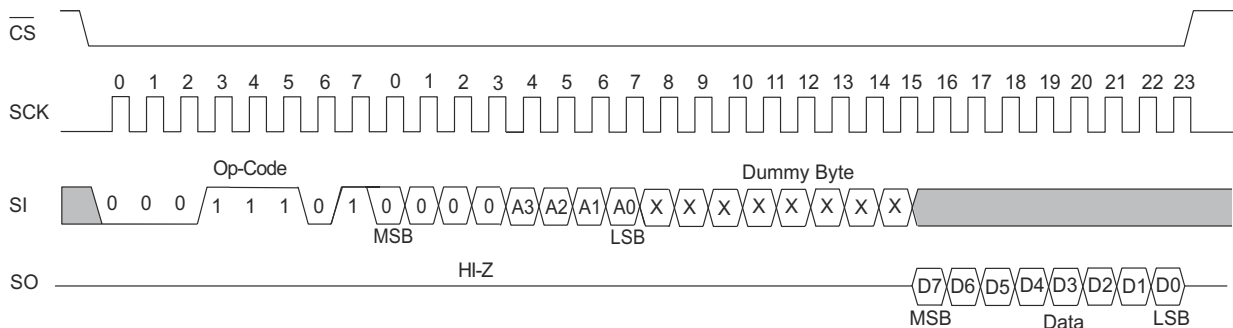 CS
0 1 2 3 4 5 6 7 0 1 2 3 4 5 6 7 8 9 10 11 12 13 14 15 16 17 18 19 20 21 22 23
SCK
Op-Code
Dummy Byte
SI 0 0 0 1 1 1 0 1 0 0 0 0 A3 A2 A1 A0 X X X X X X X X
MSB LSB
HI-Z
SO D7 D6 D5 D4 D3 D2 D1 D0
MSB Data LSB